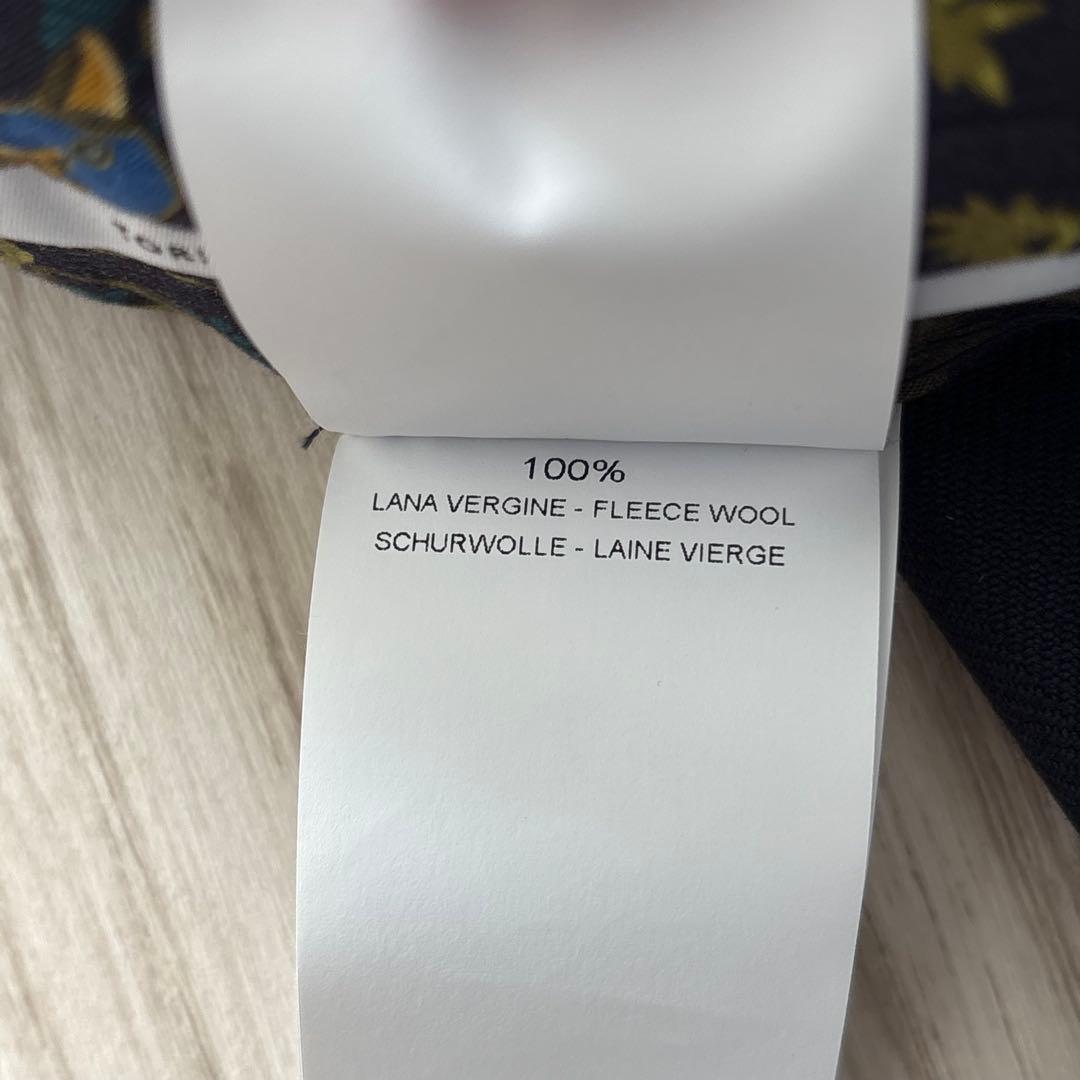 100%
LANA VERGINE - FLEECE WOOL
SCHURWOLLE - LAINE VIERGE